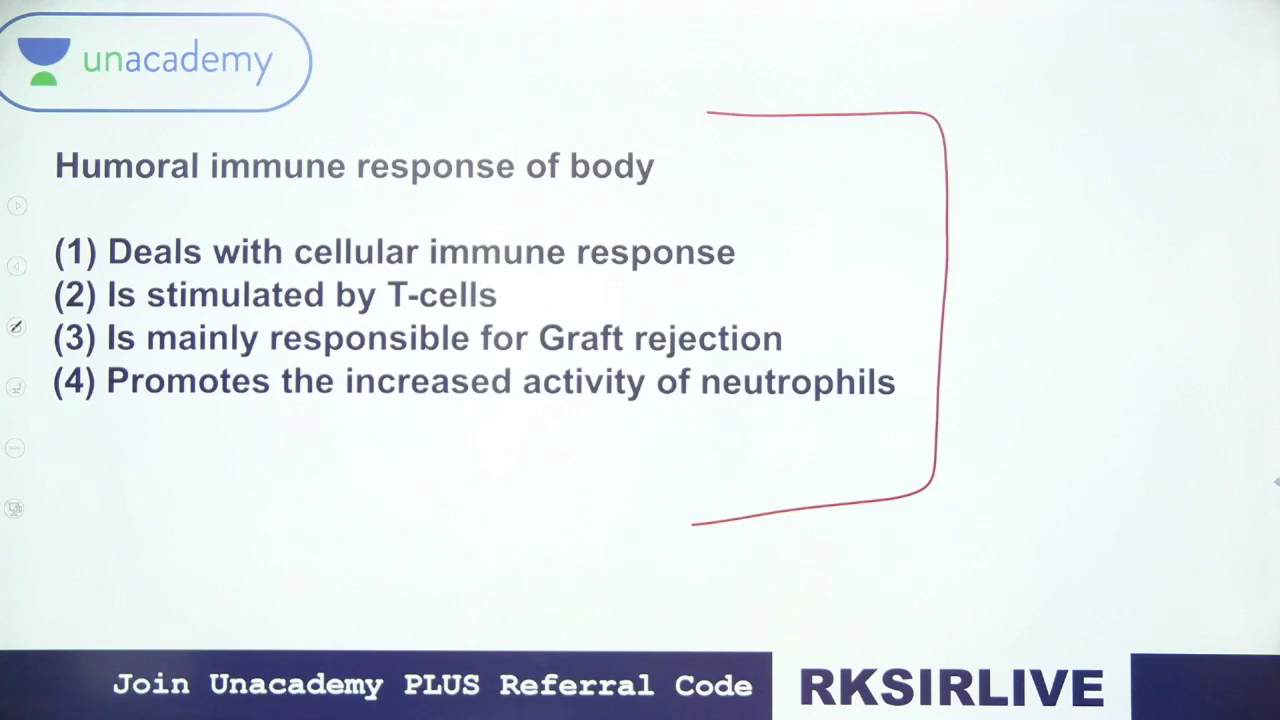 unacademy
Humoral immune response of body
(1) Deals with cellular immune response
(2) Is stimulated by T-cells
(3) Is mainly responsible for Graft rejection
(4) Promotes the increased activity of neutrophils
Join Unacademy PLUS Referral Code
RKSIRLIVE